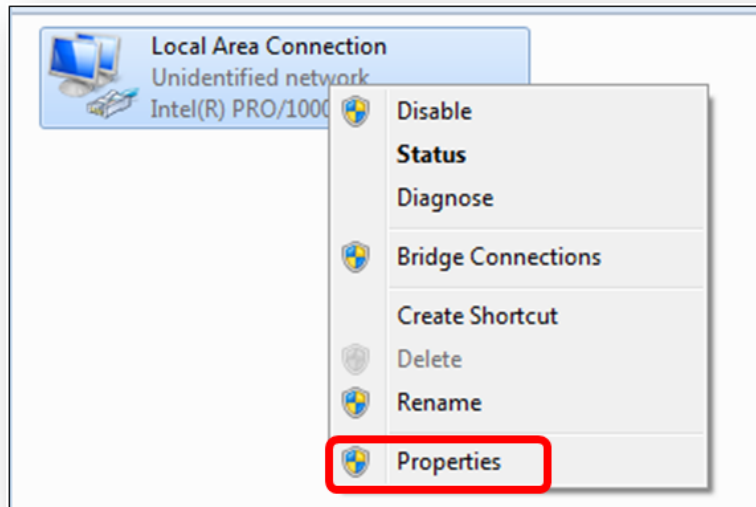 Local Area Connection
Unidentified network
Intel(R) PRO/1000
Disable
Status
Diagnose
Bridge Connections
Create Shortcut
Delete
Rename
Properties